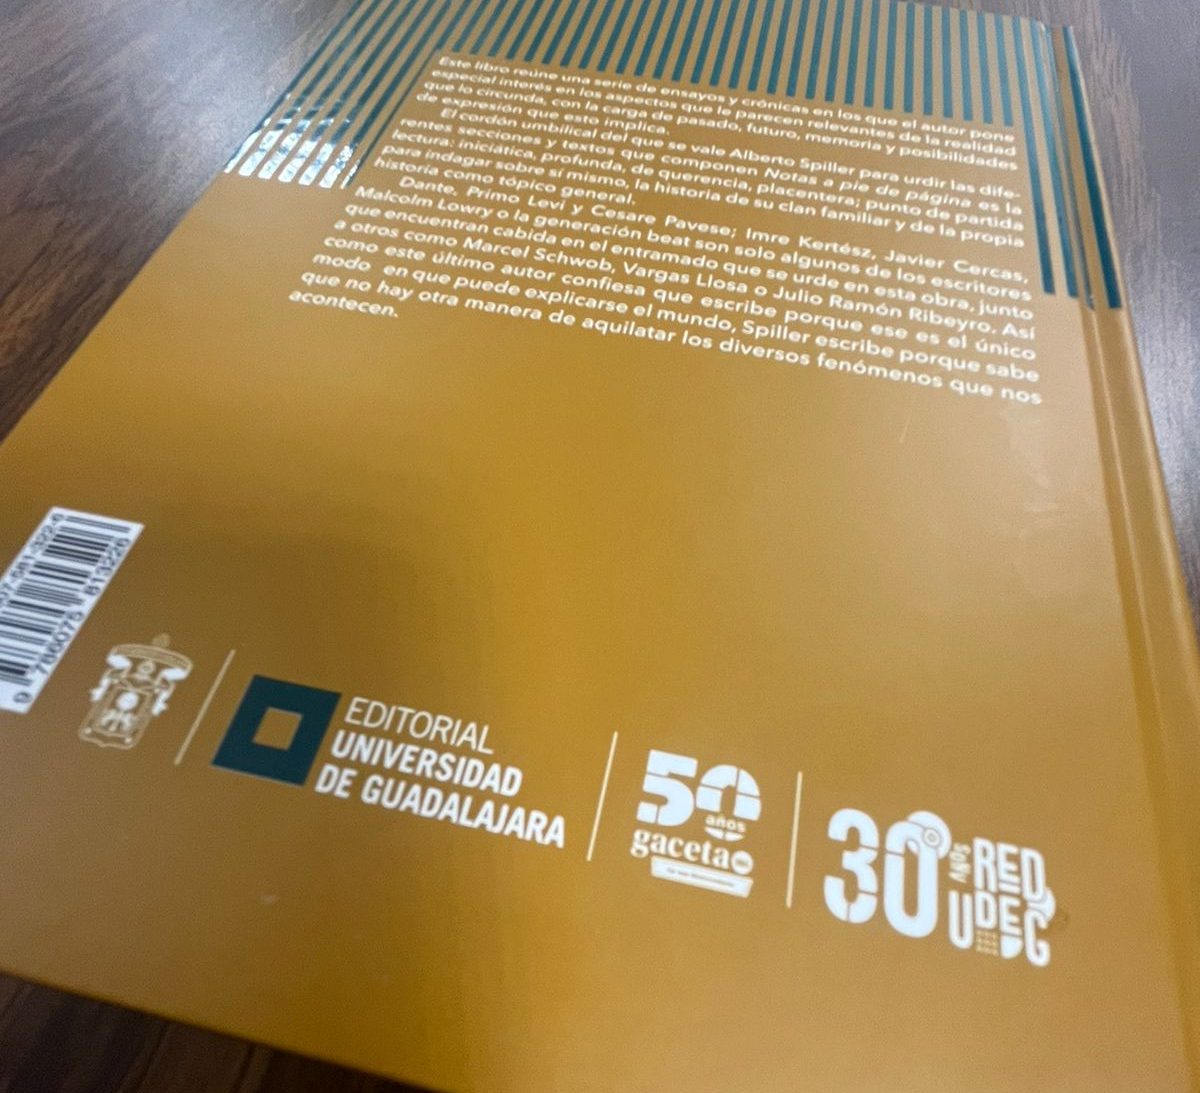 Este libro reúne una serie de ensayos y crónicas en los que el autor pone
especial interés en los aspectos que le parecen relevantes de la realidad
que lo circunda, con la carga de pasado, futuro, memoria y posibilidades
de expresión que esto implica.
El cordón umbilical del que se vale Alberto Spiller para urdir las dife-
rentes secciones y textos que componen Notas a pie de página es la
lectura; iniciática, profunda, de querencia, placentera; punto de partida
para indagar sobre sí mismo, la historia de su clan familiar y de la propia
historia como tópico general.
Dante, Primo Levi y Cesare Pavese; Imre Kertész, Javier Cercas,
Malcolm Lowry o la generación beat son solo algunos de los escritores
que encuentran cabida en el entramado que se urde en esta obra, junto
a otros como Marcel Schwob, Vargas Llosa o Julio Ramón Ribeyro. Así
como este último autor confiesa que escribe porque ese es el único
modo en que puede explicarse el mundo, Spiller escribe porque sabe
que no hay otra manera de aquilatar los diversos fenómenos que nos
acontecen.
9 786075 813226
EDITORIAL
UNIVERSIDAD
DE GUADALAJARA
50
años
gaceta
30 años
RED
UDEG